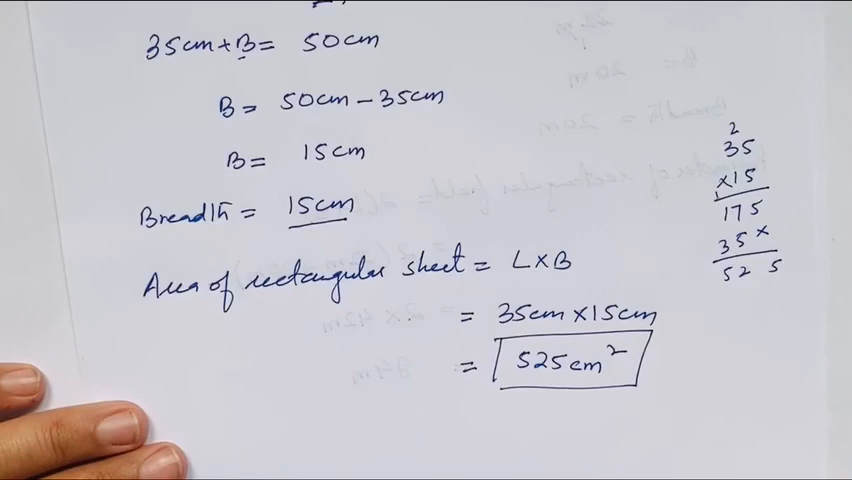 35cm + B = 50cm
B = 50cm - 35cm
B = 15cm
Breadth = 15cm
Area of rectangular sheet = L×B
= 35cm × 15cm
= 525cm²
2
35
×15
175
35×
525